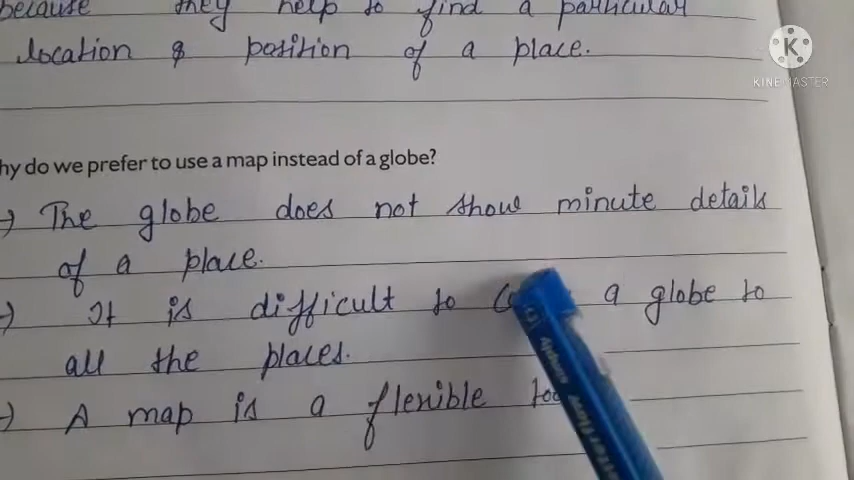 because they help to find a particular
location & position of a place.
KINEMASTER
hy do we prefer to use a map instead of a globe?
→) The globe does not show minute details
of a place.
→) It is difficult to a globe to
all the places.
→) A map is a flexible